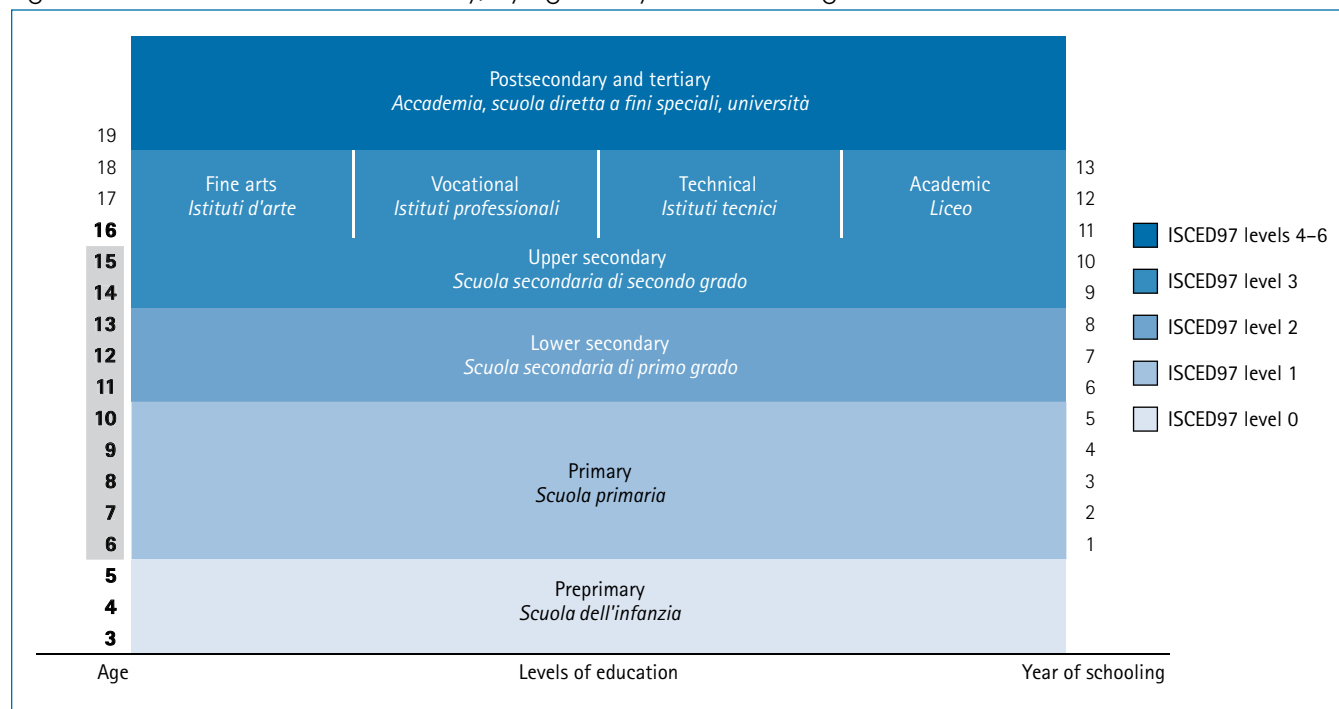 Postsecondary and tertiary
Accademia, scuola diretta a fini speciali, università
19
18
17
16
15
14
13
12
11
10
9
8
7
6
5
4
3
Fine arts
Istituti d'arte
Vocational
Istituti professionali
Technical
Istituti tecnici
Academic
Liceo
Upper secondary
Scuola secondaria di secondo grado
Lower secondary
Scuola secondaria di primo grado
Primary
Scuola primaria
Preprimary
Scuola dell'infanzia
13
12
11
10
9
8
7
6
5
4
3
2
1
ISCED97 levels 4–6
ISCED97 level 3
ISCED97 level 2
ISCED97 level 1
ISCED97 level 0
Age
Levels of education
Year of schooling